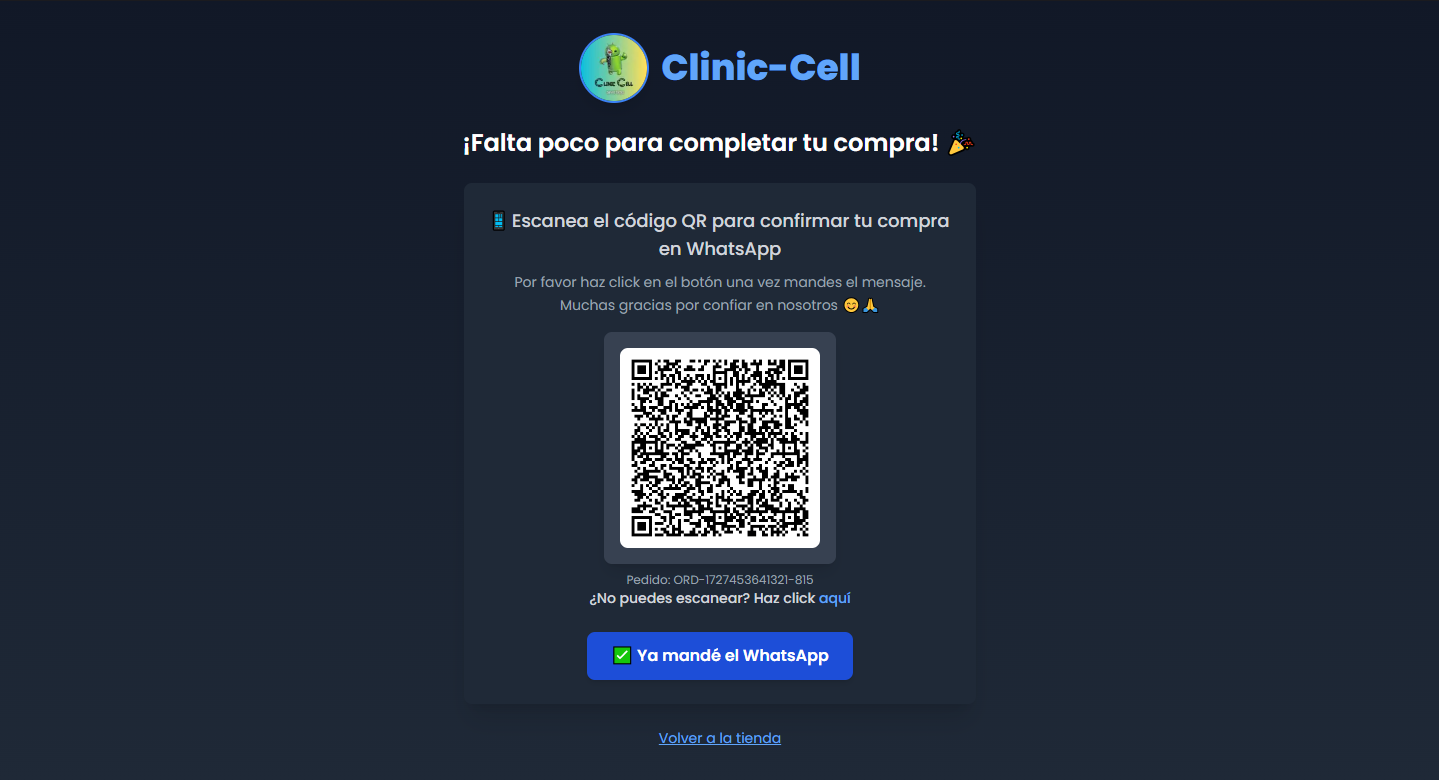 Clinic Cell
Clinic-Cell
¡Falta poco para completar tu compra! 🎉
📱 Escanea el código QR para confirmar tu compra
en WhatsApp
Por favor haz click en el botón una vez mandes el mensaje.
Muchas gracias por confiar en nosotros 😊🙏
Pedido: ORD-1727453641321-815
¿No puedes escanear? Haz click aquí
✅ Ya mandé el WhatsApp
Volver a la tienda